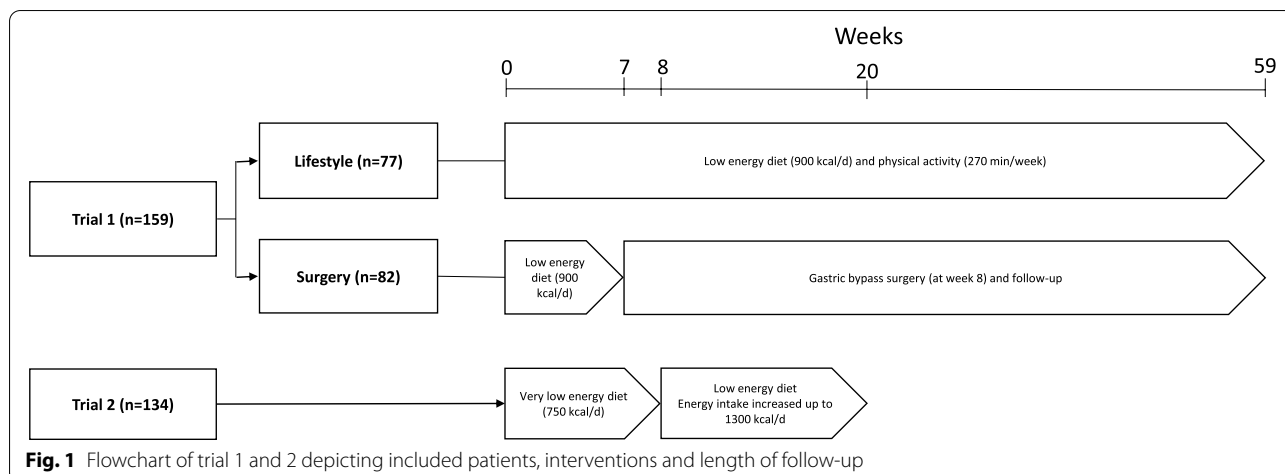 Weeks
0 7 8 20 59
Lifestyle (n=77)
Low energy diet (900 kcal/d) and physical activity (270 min/week)
Trial 1 (n=159)
Surgery (n=82)
Low energy
diet (900
kcal/d)
Gastric bypass surgery (at week 8) and follow-up
Trial 2 (n=134)
Very low energy diet
(750 kcal/d)
Low energy diet
Energy intake increased up to
1300 kcal/d
Fig. 1 Flowchart of trial 1 and 2 depicting included patients, interventions and length of follow-up